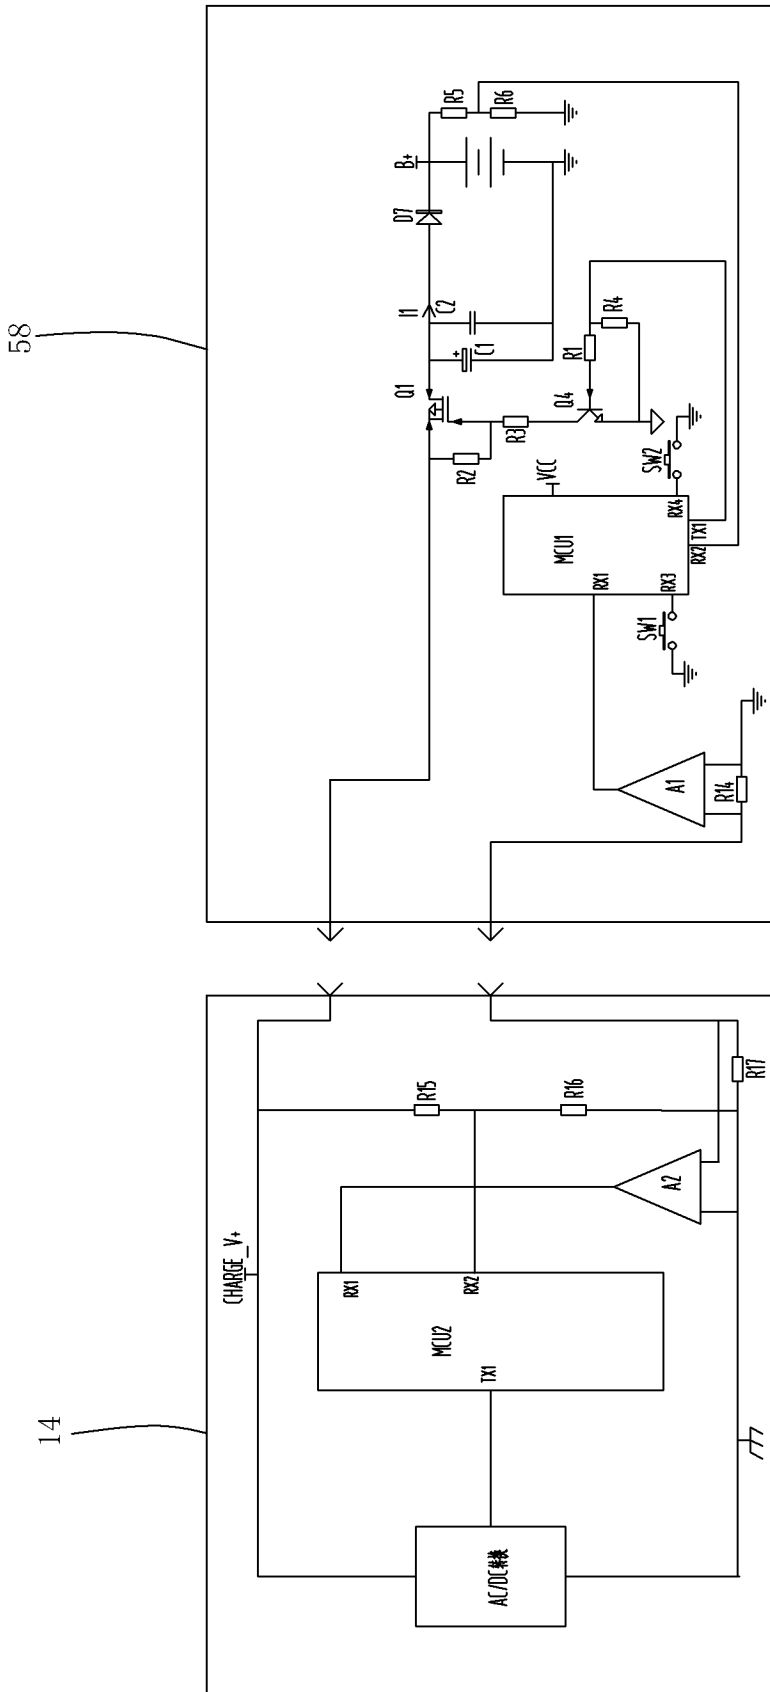 14
CHARGE_V+
AC/DC转换
MCU2
TX1
RX1
RX2
R15
R16
A2
R17
58
Q1
I1
D7
B+
R5
R6
C1
C2
R2
R3
Q4
R1
R4
VCC
MCU1
RX1
RX3
RX4
TX1
RX2
SW1
SW2
A1
R14